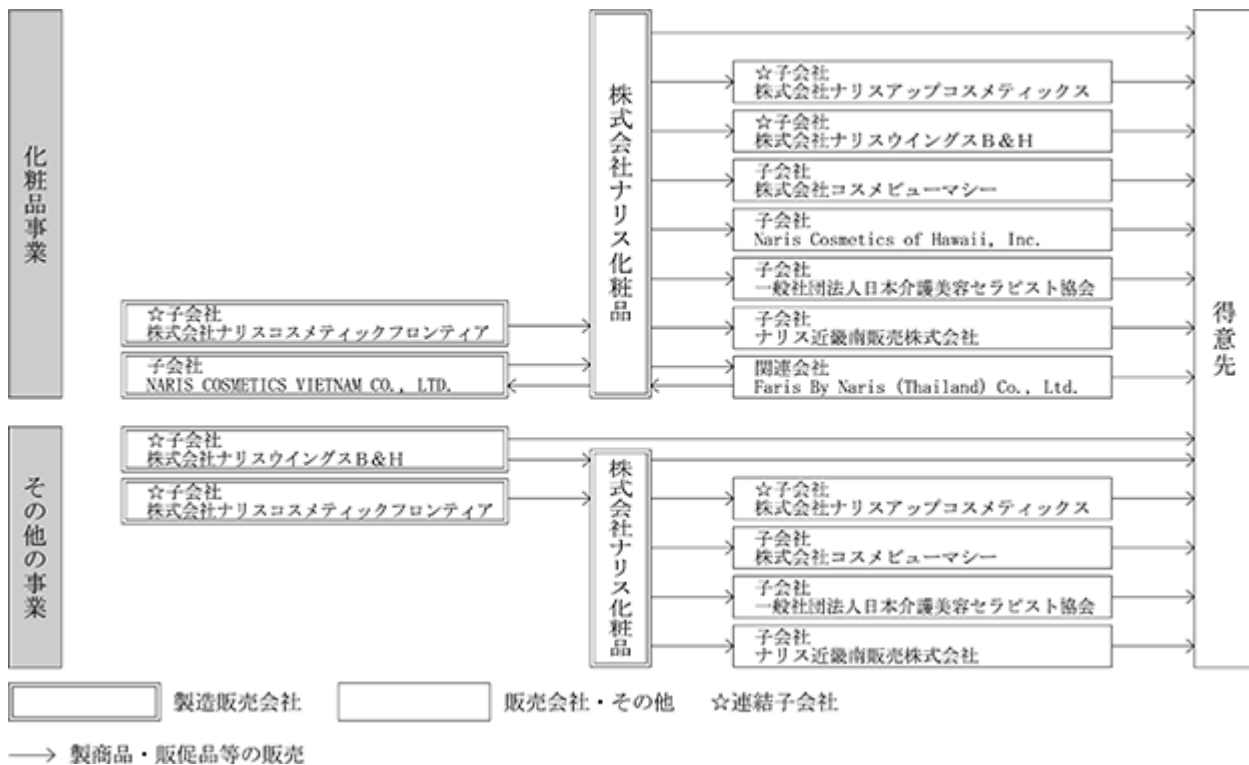 化粧品事業
株式会社ナリス化粧品
☆子会社
株式会社ナリスアップコスメティックス
☆子会社
株式会社ナリスウイングスB&H
子会社
株式会社コスメビューマシー
子会社
Naris Cosmetics of Hawaii, Inc.
子会社
一般社団法人日本介護美容セラピスト協会
☆子会社
株式会社ナリスコスメティックフロンティア
子会社
ナリス近畿南販売株式会社
子会社
NARIS COSMETICS VIETNAM CO., LTD.
関連会社
Faris By Naris (Thailand) Co., Ltd.
得意先
その他の事業
☆子会社
株式会社ナリスウイングスB&H
☆子会社
株式会社ナリスコスメティックフロンティア
株式会社ナリス化粧品
☆子会社
株式会社ナリスアップコスメティックス
子会社
株式会社コスメビューマシー
子会社
一般社団法人日本介護美容セラピスト協会
子会社
ナリス近畿南販売株式会社
製造販売会社
販売会社・その他
☆連結子会社
製商品・販促品等の販売